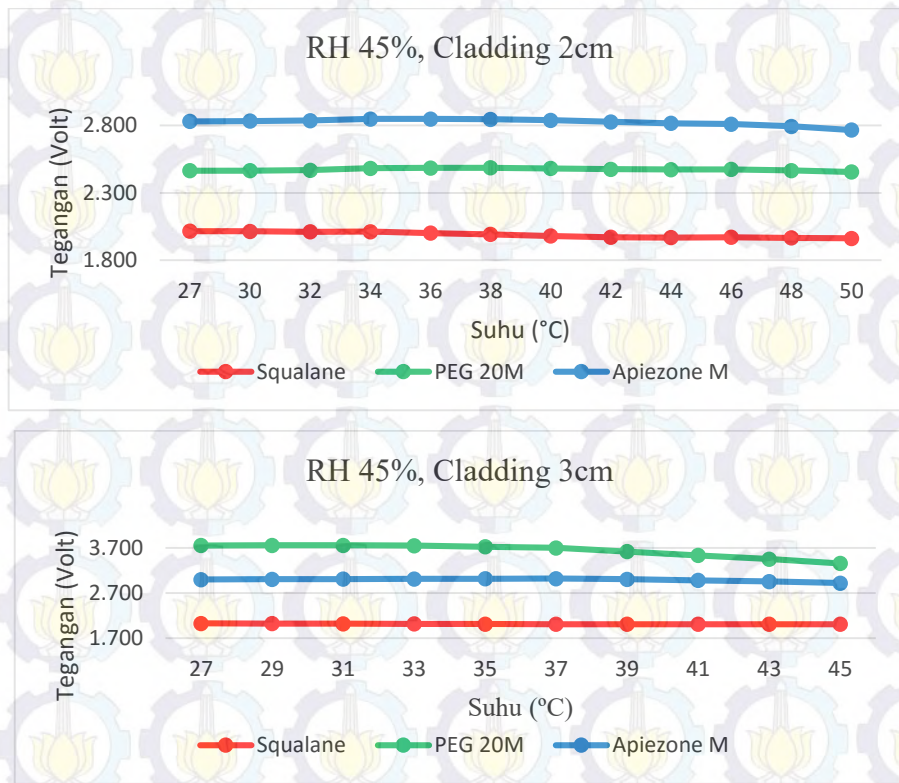 RH 45%, Cladding 2cm
Tegangan (Volt)
2.800
2.300
1.800
27 30 32 34 36 38 40 42 44 46 48 50
Suhu (°C)
Squalane PEG 20M Apiezone M
RH 45%, Cladding 3cm
Tegangan (Volt)
3.700
2.700
1.700
27 29 31 33 35 37 39 41 43 45
Suhu (ºC)
Squalane PEG 20M Apiezone M